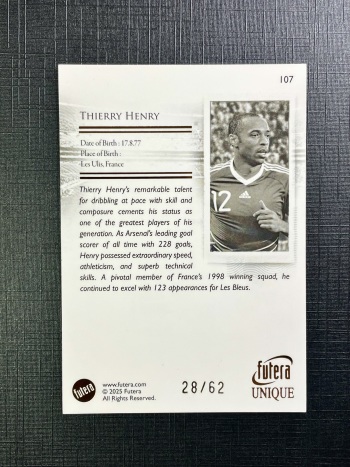 107
THIERRY HENRY
Date of Birth : 17.8.77
Place of Birth :
Les Ulis, France
12
Thierry Henry's remarkable talent
for dribbling at pace with skill and
composure cements his status as
one of the greatest players of his
generation. As Arsenal's leading goal
scorer of all time with 228 goals,
Henry possessed extraordinary speed,
athleticism, and superb technical
skills. A pivotal member of France's 1998 winning squad, he
continued to excel with 123 appearances for Les Bleus.
futera
www.futera.com
© 2025 Futera
All Rights Reserved.
28/62
futera
UNIQUE